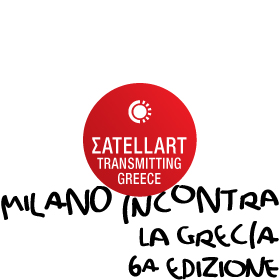 ΣATELLART
TRANSMITTING
GREECE
MILANO INCONTRA
LA GRECIA
6A EDIZIONE